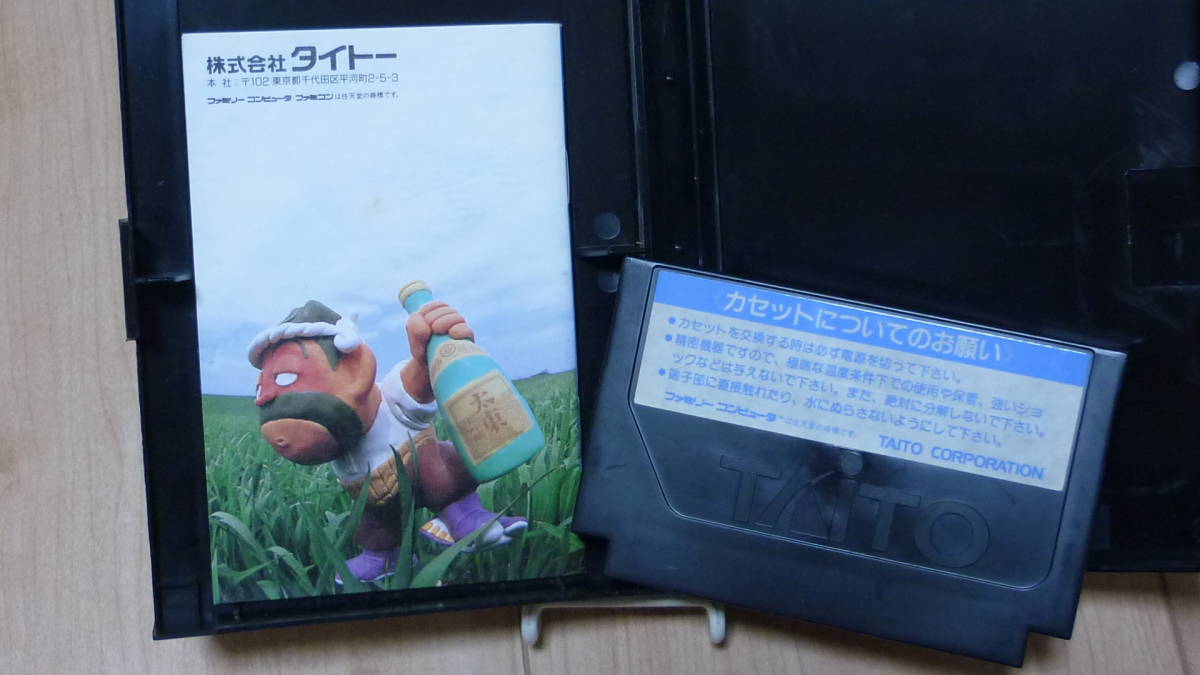 株式会社 タイトー
本 社：〒102 東京都千代田区平河町2-5-3
ファミリー コンピュータ ファミコンは任天堂の商標です。
大東
カセットについてのお願い
●カセットを交換する時は必ず電源を切って下さい。
●精密機器ですので、極端な温度条件下での使用や保管、強いショ
ックなどは与えないで下さい。また、絶対に分解しないで下さい。
●端子部に直接触れたり、水にぬらさないようにして下さい。
ファミリー コンピュータ™は任天堂の商標です。
TAITO CORPORATION
TAITO